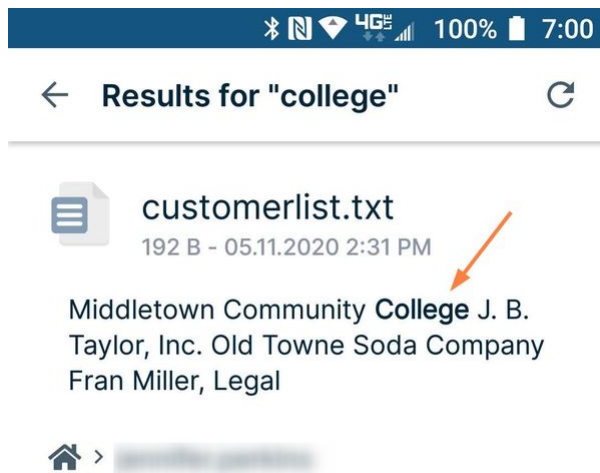 4G LTE 100% 7:00
Results for "college"
customerlist.txt
192 B - 05.11.2020 2:31 PM
Middletown Community College J. B.
Taylor, Inc. Old Towne Soda Company
Fran Miller, Legal
>